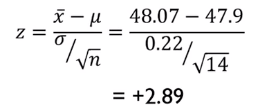 z = (x̄ − μ) / (σ/√n) = (48.07 − 47.9) / (0.22/√14)
= +2.89